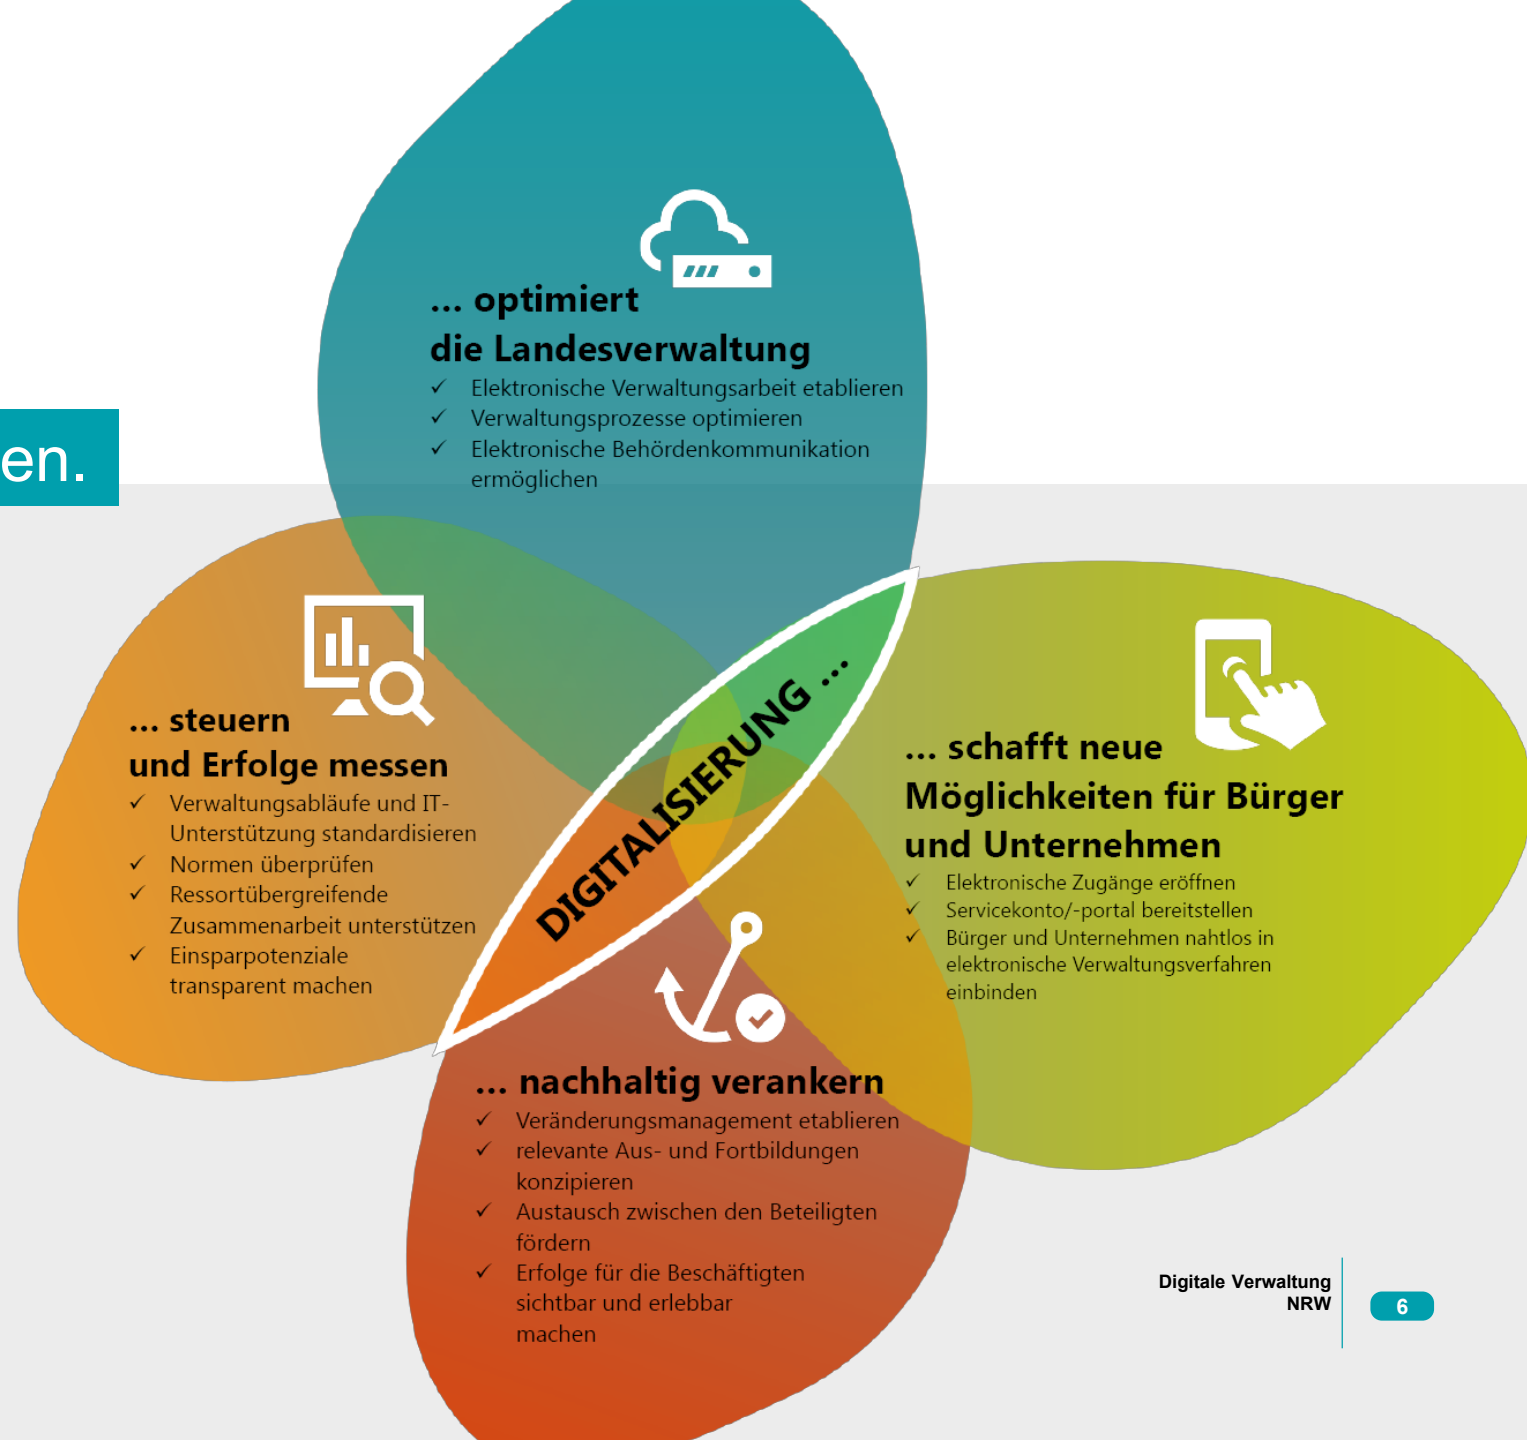 ... optimiert
die Landesverwaltung
✓ Elektronische Verwaltungsarbeit etablieren
✓ Verwaltungsprozesse optimieren
✓ Elektronische Behördenkommunikation
ermöglichen
en.
... steuern
und Erfolge messen
✓ Verwaltungsabläufe und IT-
Unterstützung standardisieren
✓ Normen überprüfen
✓ Ressortübergreifende
Zusammenarbeit unterstützen
✓ Einsparpotenziale
transparent machen
DIGITALISIERUNG ...
... schafft neue
Möglichkeiten für Bürger
und Unternehmen
✓ Elektronische Zugänge eröffnen
✓ Servicekonto/-portal bereitstellen
✓ Bürger und Unternehmen nahtlos in
elektronische Verwaltungsverfahren
einbinden
... nachhaltig verankern
✓ Veränderungsmanagement etablieren
✓ relevante Aus- und Fortbildungen
konzipieren
✓ Austausch zwischen den Beteiligten
fördern
✓ Erfolge für die Beschäftigten
sichtbar und erlebbar
machen
Digitale Verwaltung
NRW
6